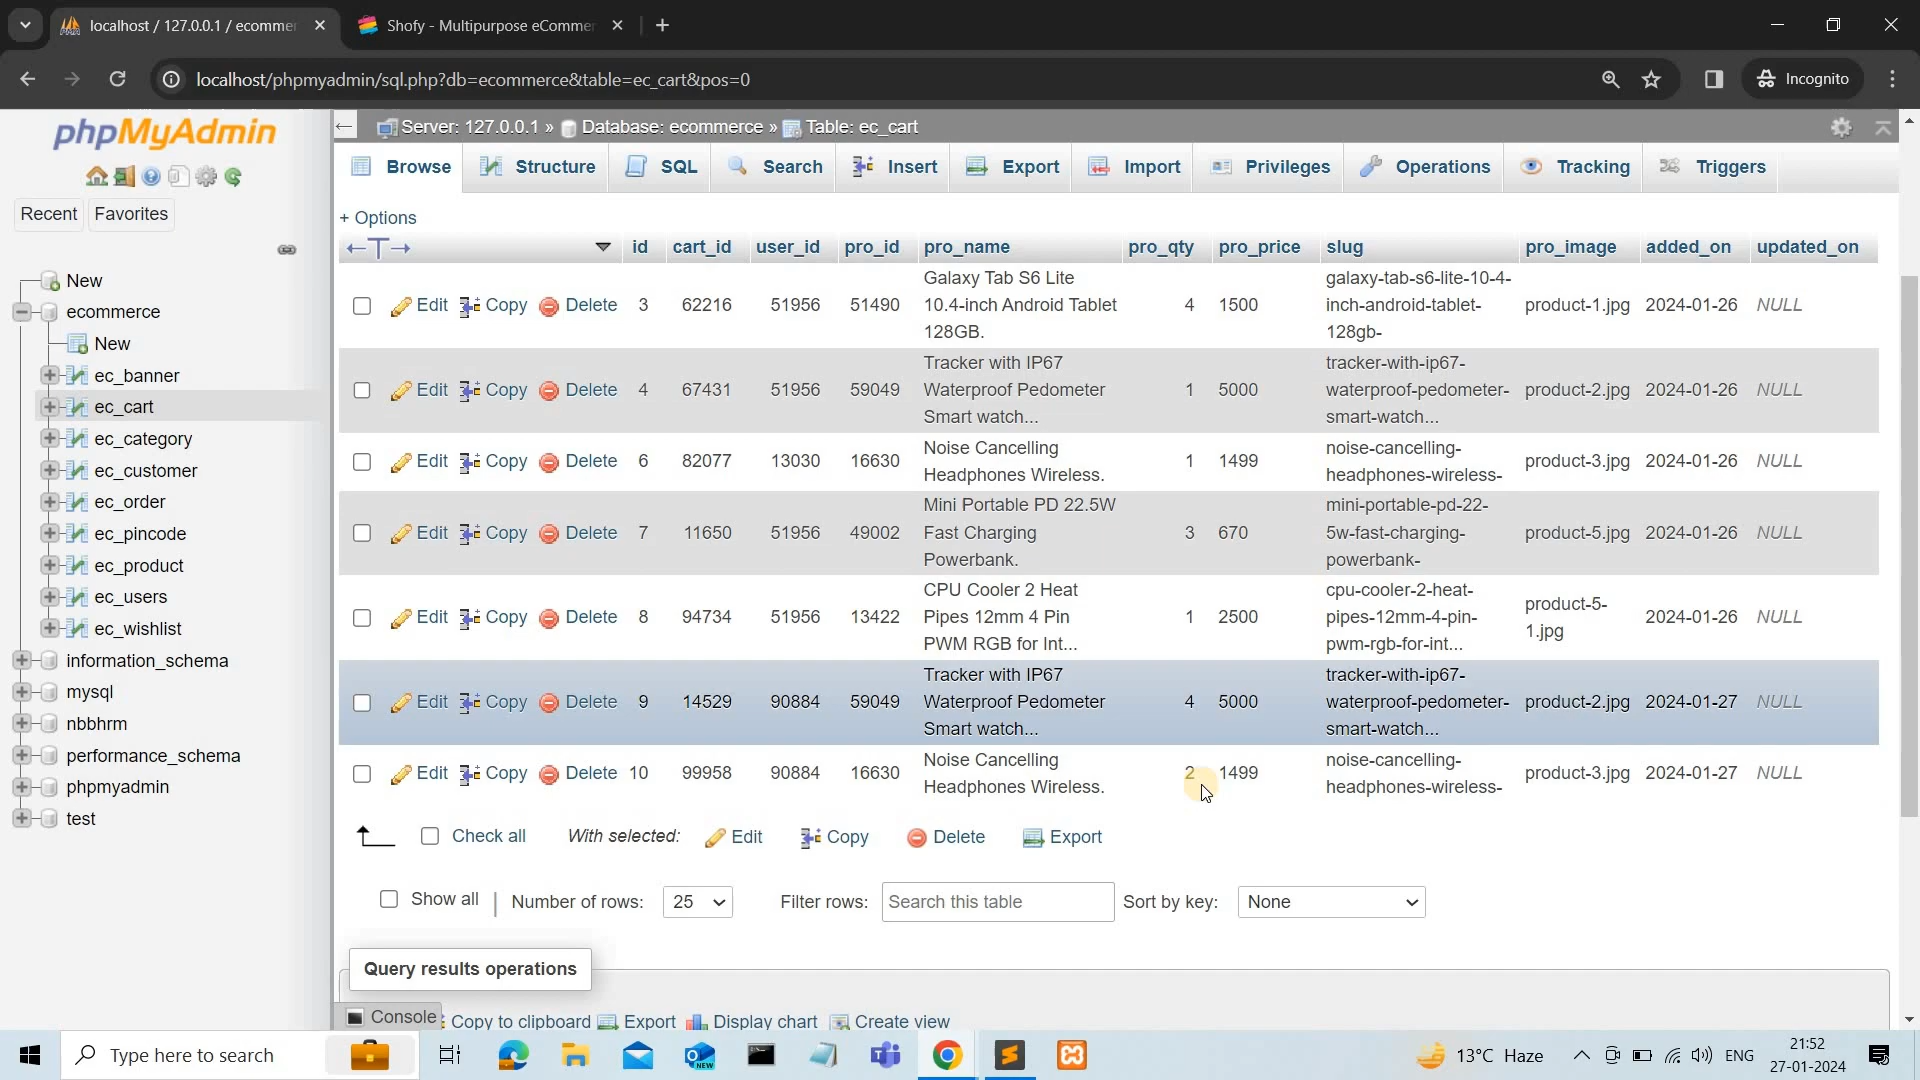 localhost / 127.0.0.1 / ecomme
Shofy - Multipurpose eComme
localhost/phpmyadmin/sql.php?db=ecommerce&table=ec_cart&pos=0
Incognito
phpMyAdmin
Recent Favorites
New
ecommerce
New
ec_banner
ec_cart
ec_category
ec_customer
ec_order
ec_pincode
ec_product
ec_users
ec_wishlist
information_schema
mysql
nbbhrm
performance_schema
phpmyadmin
test
Server: 127.0.0.1 » Database: ecommerce » Table: ec_cart
Browse Structure SQL Search Insert Export Import Privileges Operations Tracking Triggers
+ Options
←T→ id cart_id user_id pro_id pro_name pro_qty pro_price slug pro_image added_on updated_on
Galaxy Tab S6 Lite galaxy-tab-s6-lite-10-4-
Edit Copy Delete 3 62216 51956 51490 10.4-inch Android Tablet 4 1500 inch-android-tablet- product-1.jpg 2024-01-26 NULL
128GB. 128gb-
Tracker with IP67 tracker-with-ip67-
Edit Copy Delete 4 67431 51956 59049 Waterproof Pedometer 1 5000 waterproof-pedometer- product-2.jpg 2024-01-26 NULL
Smart watch... smart-watch...
Noise Cancelling noise-cancelling-
Edit Copy Delete 6 82077 13030 16630 Headphones Wireless. 1 1499 headphones-wireless- product-3.jpg 2024-01-26 NULL
Mini Portable PD 22.5W mini-portable-pd-22-
Edit Copy Delete 7 11650 51956 49002 Fast Charging 3 670 5w-fast-charging- product-5.jpg 2024-01-26 NULL
Powerbank. powerbank-
CPU Cooler 2 Heat cpu-cooler-2-heat-
Edit Copy Delete 8 94734 51956 13422 Pipes 12mm 4 Pin 1 2500 pipes-12mm-4-pin- product-5-1.jpg 2024-01-26 NULL
PWM RGB for Int... pwm-rgb-for-int...
Tracker with IP67 tracker-with-ip67-
Edit Copy Delete 9 14529 90884 59049 Waterproof Pedometer 4 5000 waterproof-pedometer- product-2.jpg 2024-01-27 NULL
Smart watch... smart-watch...
Noise Cancelling noise-cancelling-
Edit Copy Delete 10 99958 90884 16630 Headphones Wireless. 2 1499 headphones-wireless- product-3.jpg 2024-01-27 NULL
Check all With selected: Edit Copy Delete Export
Show all | Number of rows: 25 Filter rows: Search this table Sort by key: None
Query results operations
Console Copy to clipboard Export Display chart Create view
Type here to search
13°C Haze
ENG
21:52
27-01-2024